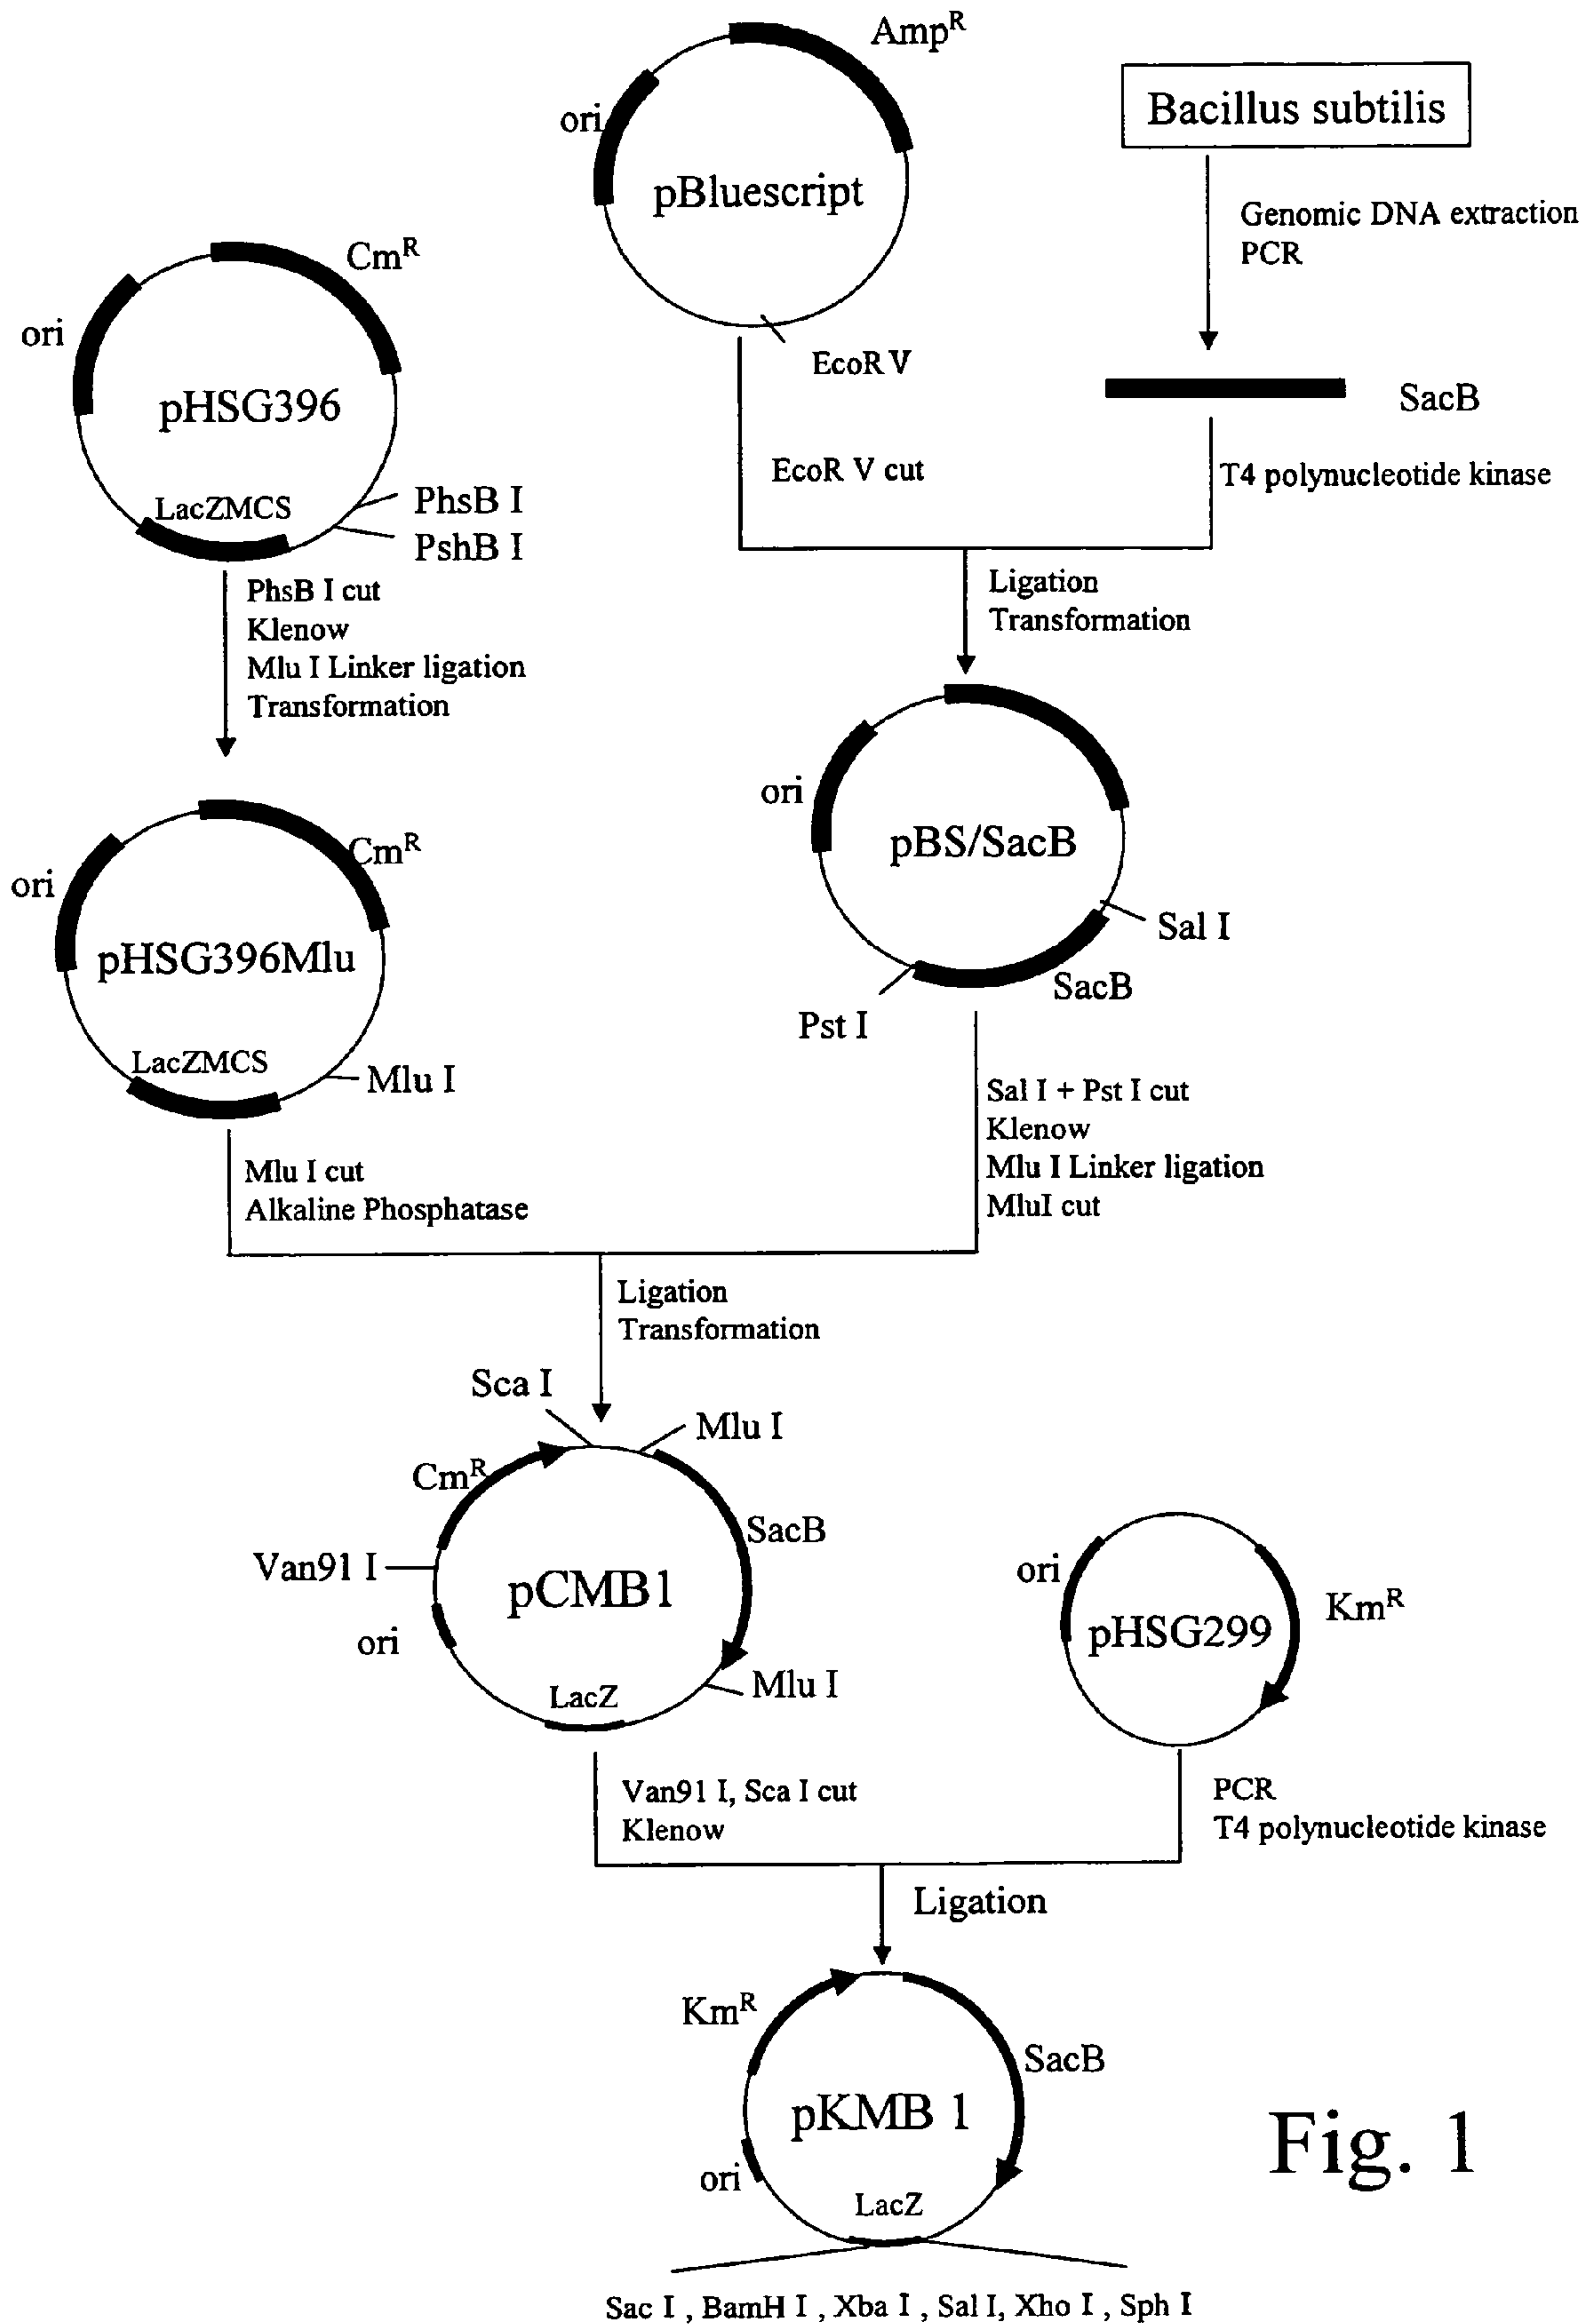 Amp^R
ori
pBluescript
EcoR V
Bacillus subtilis
Genomic DNA extraction
PCR
SacB
Cm^R
ori
pHSG396
LacZMCS
PhsB I
PshB I
EcoR V cut
T4 polynucleotide kinase
Ligation
Transformation
PhsB I cut
Klenow
Mlu I Linker ligation
Transformation
ori
pBS/SacB
Sal I
SacB
Pst I
Cm^R
ori
pHSG396Mlu
LacZMCS
Mlu I
Mlu I cut
Alkaline Phosphatase
Sal I + Pst I cut
Klenow
Mlu I Linker ligation
MluI cut
Ligation
Transformation
Sca I
Mlu I
Cm^R
SacB
Van91 I
pCMB1
ori
LacZ
Mlu I
ori
pHSG299
Km^R
Van91 I, Sca I cut
Klenow
PCR
T4 polynucleotide kinase
Ligation
Km^R
SacB
pKMB 1
ori
LacZ
Sac I , BamH I , Xba I , Sal I, Xho I , Sph I
Fig. 1